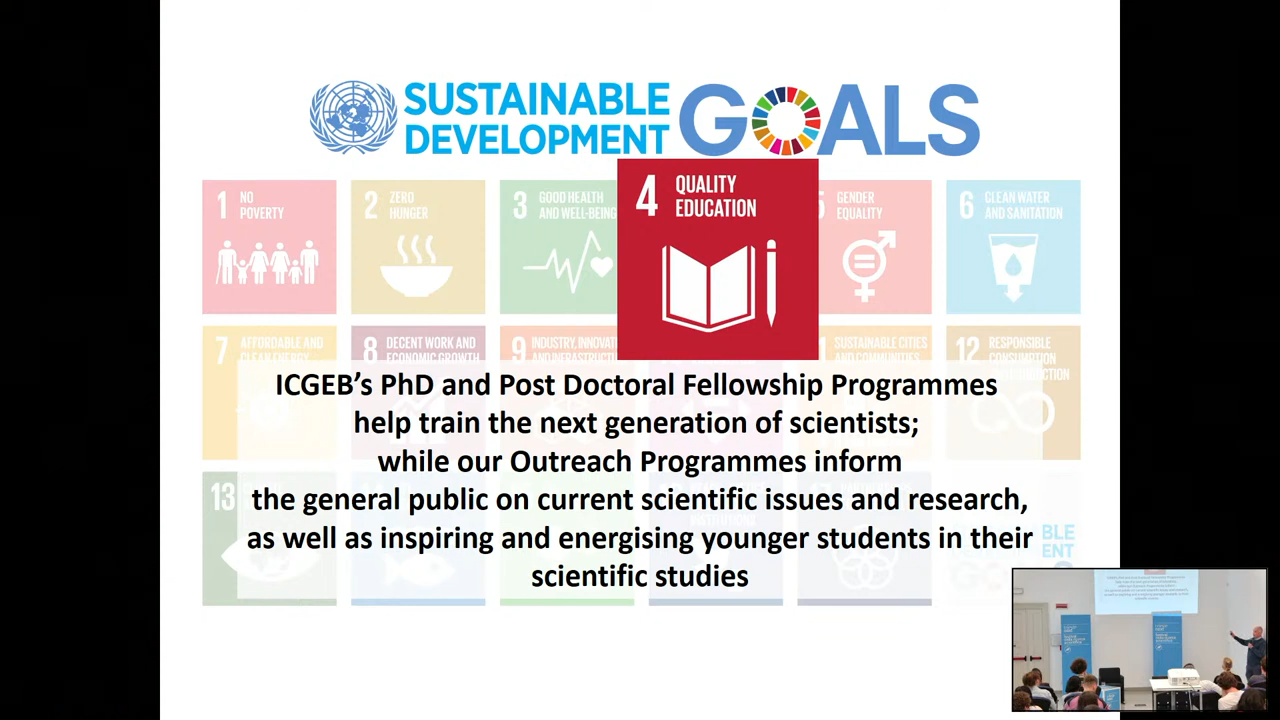 SUSTAINABLE
DEVELOPMENT
GOALS
1 NO
POVERTY
2 ZERO
HUNGER
3 GOOD HEALTH
AND WELL-BEING
4 QUALITY
EDUCATION
5 GENDER
EQUALITY
6 CLEAN WATER
AND SANITATION
7 AFFORDABLE AND
CLEAN ENERGY
8 DECENT WORK AND
ECONOMIC GROWTH
9 INDUSTRY, INNOVAT
AND INFRASTRUCTU
SUSTAINABLE CITIES
AND COMMUNITIES
12 RESPONSIBLE
CONSUMPTION
ICGEB’s PhD and Post Doctoral Fellowship Programmes
help train the next generation of scientists;
while our Outreach Programmes inform
the general public on current scientific issues and research,
as well as inspiring and energising younger students in their
scientific studies
13
BLE
ENT